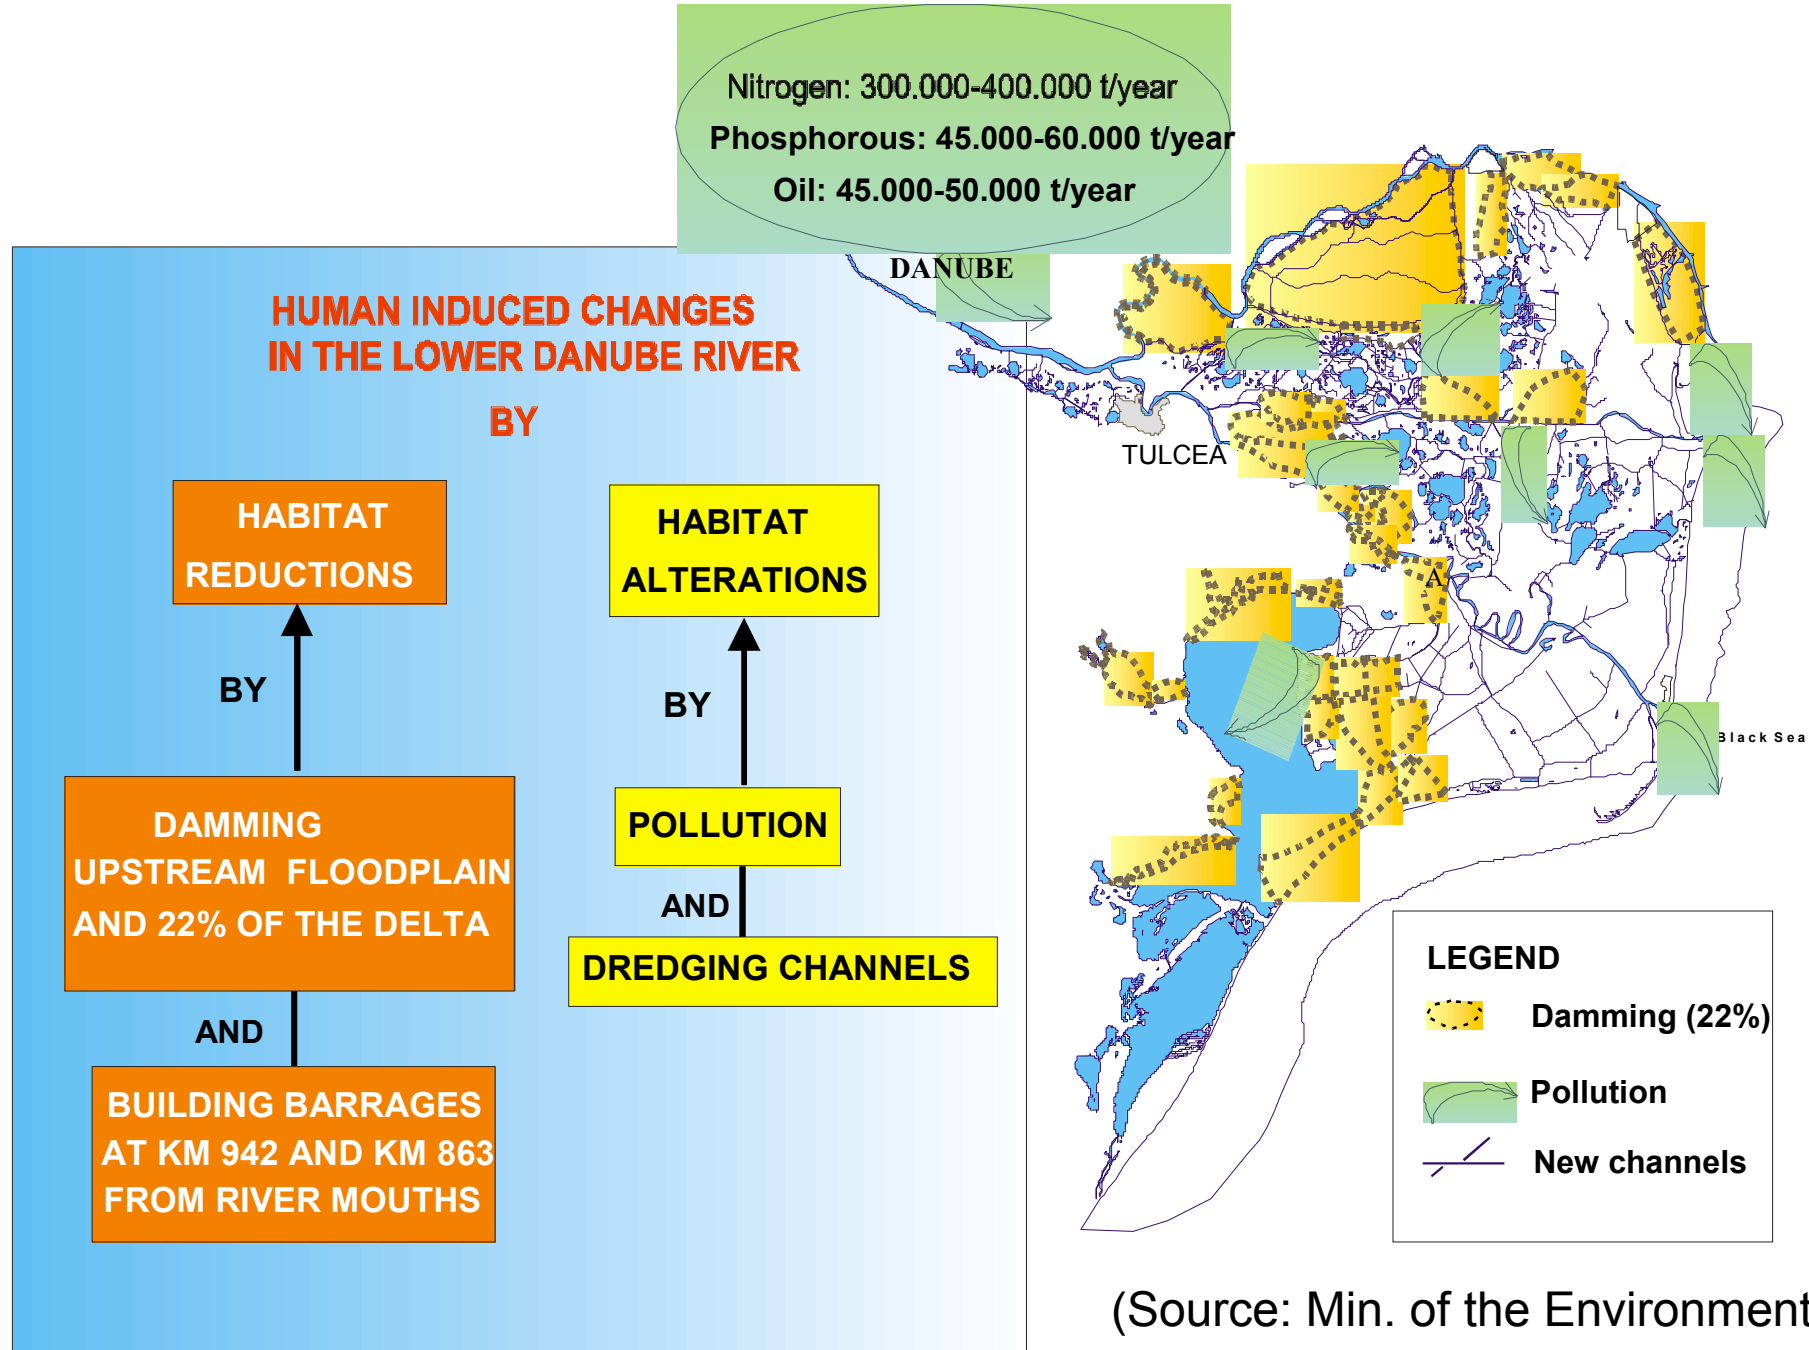 Nitrogen: 300.000-400.000 t/year
Phosphorous: 45.000-60.000 t/year
Oil: 45.000-50.000 t/year
DANUBE
HUMAN INDUCED CHANGES
IN THE LOWER DANUBE RIVER
BY
HABITAT
REDUCTIONS
BY
DAMMING
UPSTREAM FLOODPLAIN
AND 22% OF THE DELTA
AND
BUILDING BARRAGES
AT KM 942 AND KM 863
FROM RIVER MOUTHS
HABITAT
ALTERATIONS
BY
POLLUTION
AND
DREDGING CHANNELS
TULCEA
A
Black Sea
LEGEND
Damming (22%)
Pollution
New channels
(Source: Min. of the Environment